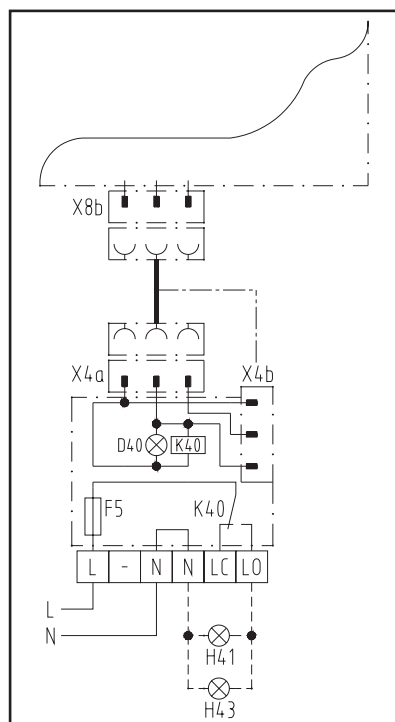 X8b
X4a
X4b
D40 K40
F5 K40
L - N N LC LO
L
N
H41
H43